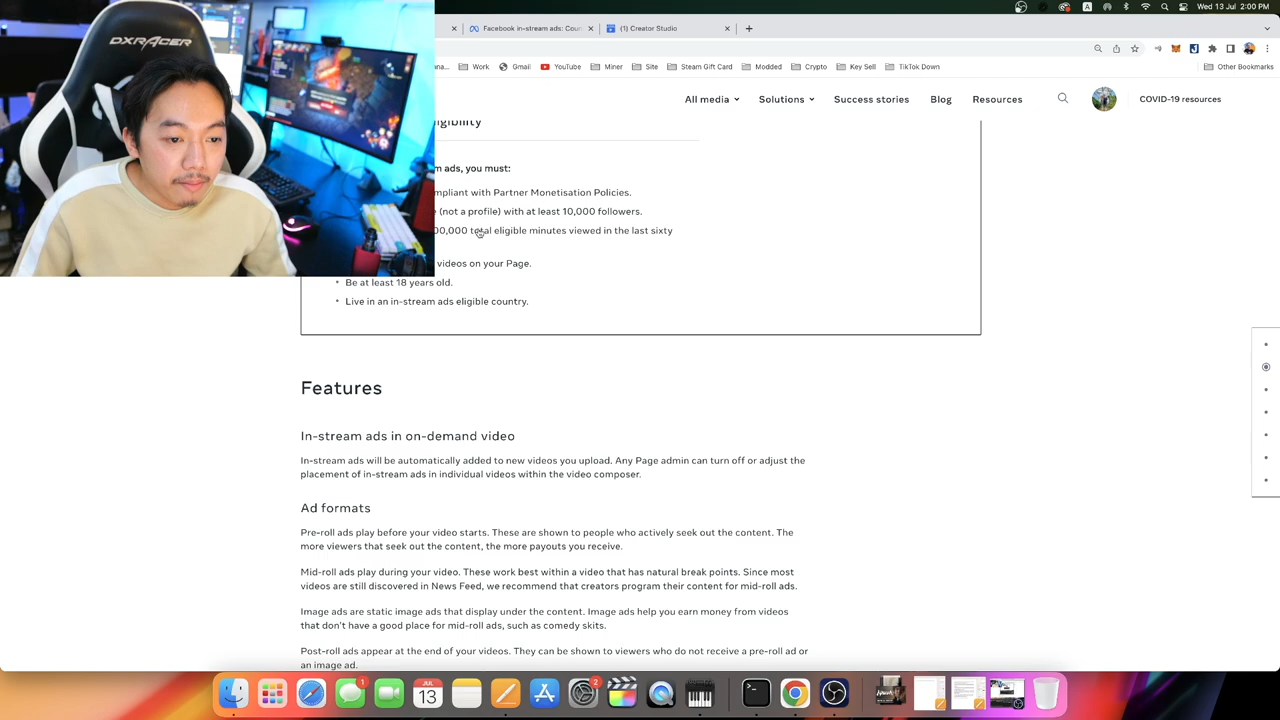 DXRACER
Wed 13 Jul 2:00 PM
Facebook in-stream ads: Coun
(1) Creator Studio
Work
Gmail
YouTube
Miner
Site
Steam Gift Card
Modded
Crypto
Key Sell
TikTok Down
Other Bookmarks
All media
Solutions
Success stories
Blog
Resources
COVID-19 resources
m ads, you must:
mpliant with Partner Monetisation Policies.
(not a profile) with at least 10,000 followers.
00,000 total eligible minutes viewed in the last sixty
videos on your Page.
• Be at least 18 years old.
• Live in an in-stream ads eligible country.
Features
In-stream ads in on-demand video
In-stream ads will be automatically added to new videos you upload. Any Page admin can turn off or adjust the
placement of in-stream ads in individual videos within the video composer.
Ad formats
Pre-roll ads play before your video starts. These are shown to people who actively seek out the content. The
more viewers that seek out the content, the more payouts you receive.
Mid-roll ads play during your video. These work best within a video that has natural break points. Since most
videos are still discovered in News Feed, we recommend that creators program their content for mid-roll ads.
Image ads are static image ads that display under the content. Image ads help you earn money from videos
that don't have a good place for mid-roll ads, such as comedy skits.
Post-roll ads appear at the end of your videos. They can be shown to viewers who do not receive a pre-roll ad or
an image ad.
1
JUL
13
2